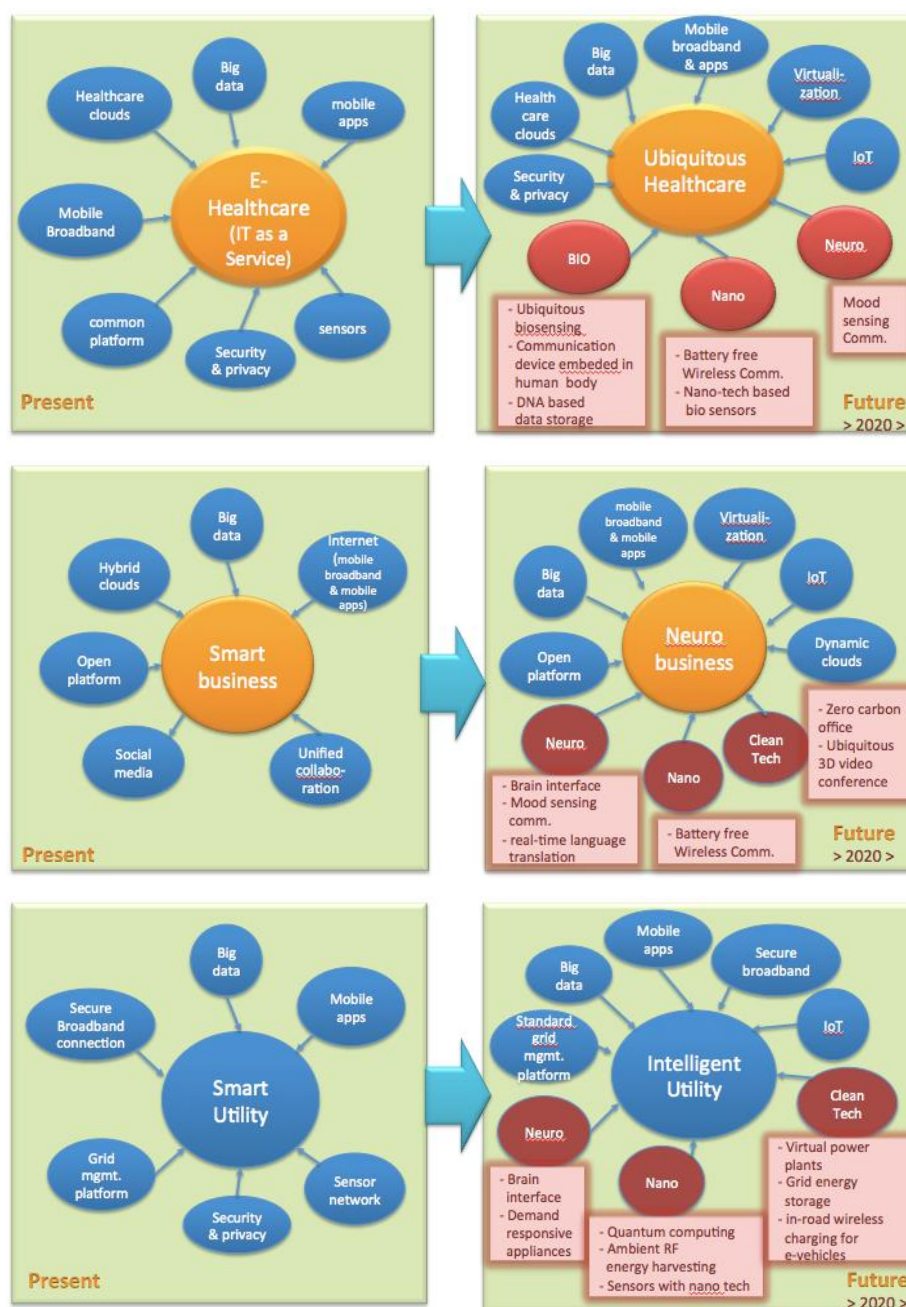 Big
data
Healthcare
clouds
mobile
apps
E-
Healthcare
(IT as a
Service)
Mobile
Broadband
common
platform
Security
& privacy
sensors
Present
Mobile
broadband
& apps
Big
data
Virtuali-
zation
Health
care
clouds
Ubiquitous
Healthcare
IoT
Security
& privacy
BIO
Nano
Neuro
- Ubiquitous
biosensing
- Communication
device embeded in
human body
- DNA based
data storage
- Battery free
Wireless Comm.
- Nano-tech based
bio sensors
Mood
sensing
Comm.
Future
> 2020 >
Big
data
Hybrid
clouds
Internet (mobile
broadband
& mobile
apps)
Smart
business
Open
platform
Social
media
Unified
collabo-
ration
Present
mobile
broadband
& mobile
apps
Virtuali-
zation
Big
data
IoT
Neuro
business
Open
platform
Dynamic
clouds
Neuro
Nano
Clean
Tech
- Zero carbon
office
- Ubiquitous
3D video
conference
- Brain interface
- Mood sensing
comm.
- real-time language
translation
- Battery free
Wireless Comm.
Future
> 2020 >
Big
data
Secure
Broadband
connection
Mobile
apps
Smart
Utility
Grid
mgmt.
platform
Security
& privacy
Sensor
network
Present
Mobile
apps
Big
data
Secure
broadband
Standard
grid
mgmt.
platform
Intelligent
Utility
IoT
Neuro
Nano
Clean
Tech
- Brain
interface
- Demand
responsive
appliances
- Quantum computing
- Ambient RF
energy harvesting
- Sensors with nano tech
- Virtual power
plants
- Grid energy
storage
- in-road wireless
charging for
e-vehicles
Future
> 2020 >